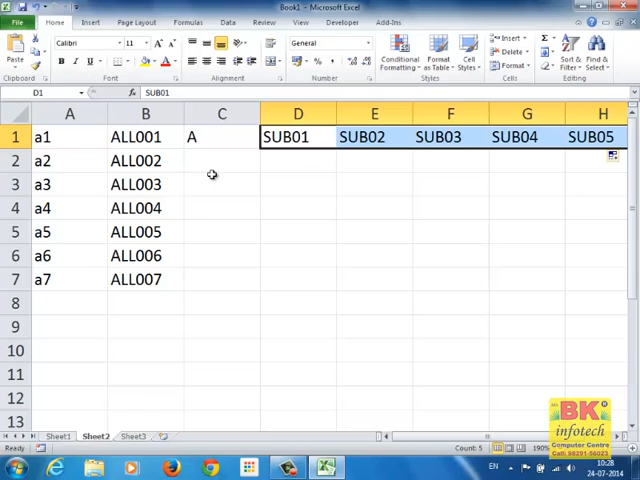 Book1 - Microsoft Excel
File Home Insert Page Layout Formulas Data Review View Developer Add-Ins
Calibri 11 General Insert
Paste Conditional Formatting Format as Table Cell Styles Delete Format Sort & Filter Find & Select
Clipboard Font Alignment Number Styles Cells Editing
D1 fx SUB01
A B C D E F G H
1 a1 ALL001 A SUB01 SUB02 SUB03 SUB04 SUB05
2 a2 ALL002
3 a3 ALL003
4 a4 ALL004
5 a5 ALL005
6 a6 ALL006
7 a7 ALL007
8
9
10
11
12
13
BK
infotech
Computer Centre
Call: 98291-56023
Sheet1 Sheet2 Sheet3
Count: 5 190%
EN 10:28
24-07-2014